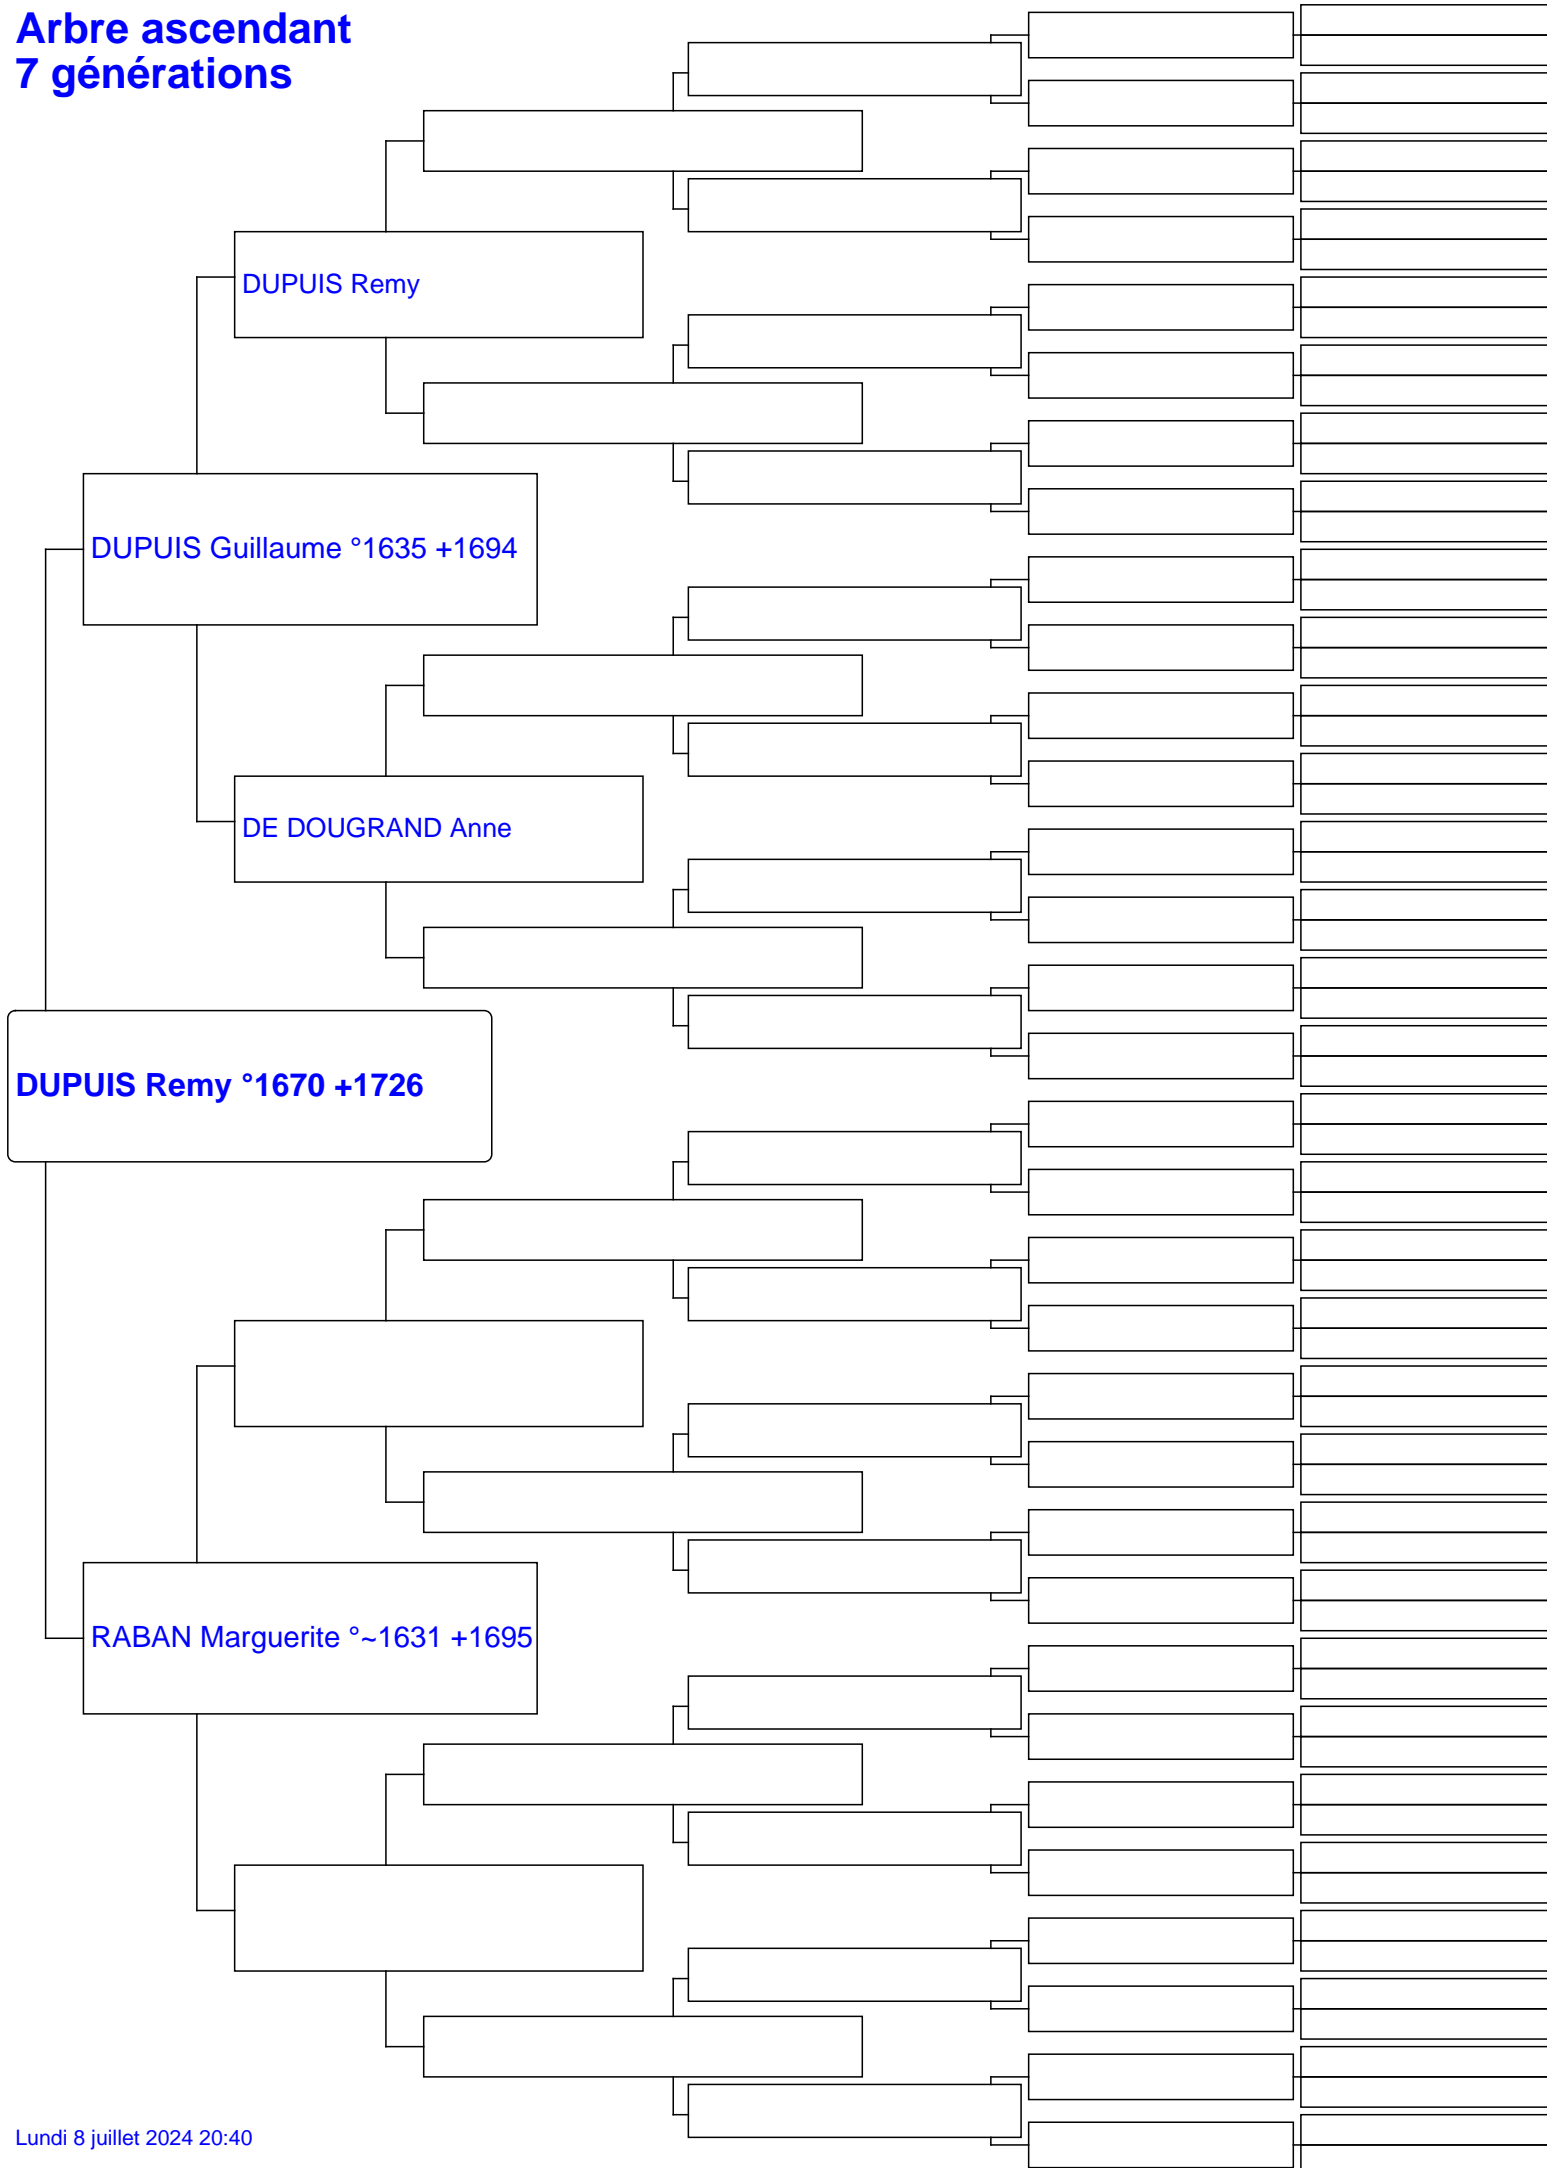 Arbre ascendant
7 générations
DUPUIS Remy
DUPUIS Guillaume °1635 +1694
DE DOUGRAND Anne
DUPUIS Remy °1670 +1726
RABAN Marguerite °~1631 +1695
Lundi 8 juillet 2024 20:40